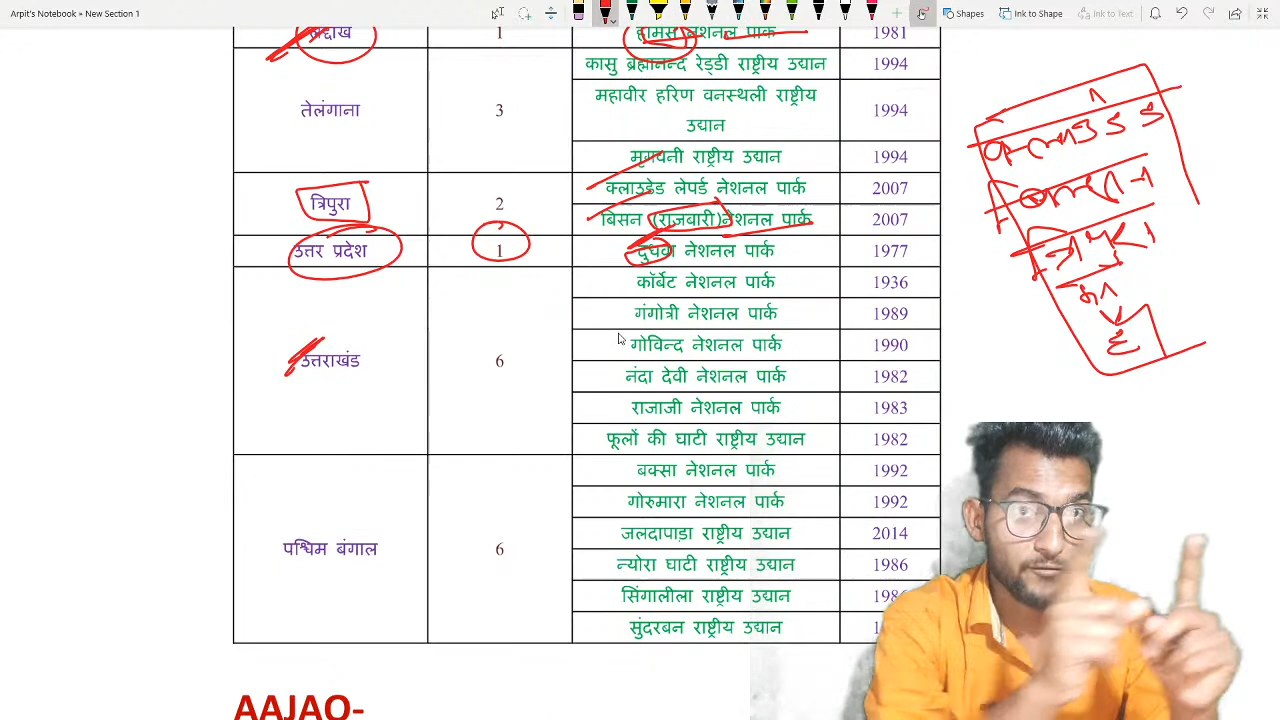 Arpit's Notebook » New Section 1
Shapes Ink to Shape Ink to Text
लद्दाख 1 हेमिस नेशनल पार्क 1981
कासु ब्रह्मानन्द रेड्डी राष्ट्रीय उद्यान 1994
महावीर हरिण वनस्थली राष्ट्रीय
तेलंगाना 3 1994
उद्यान
मृगवनी राष्ट्रीय उद्यान 1994
क्लाउडेड लेपर्ड नेशनल पार्क 2007
त्रिपुरा 2
बिसन (राजबारी)नेशनल पार्क 2007
उत्तर प्रदेश 1 दुधवा नेशनल पार्क 1977
कॉर्बेट नेशनल पार्क 1936
गंगोत्री नेशनल पार्क 1989
गोविन्द नेशनल पार्क 1990
उत्तराखंड 6
नंदा देवी नेशनल पार्क 1982
राजाजी नेशनल पार्क 1983
फूलों की घाटी राष्ट्रीय उद्यान 1982
बक्सा नेशनल पार्क 1992
गोरुमारा नेशनल पार्क 1992
जलदापाड़ा राष्ट्रीय उद्यान 2014
पश्चिम बंगाल 6
न्योरा घाटी राष्ट्रीय उद्यान 1986
सिंगालीला राष्ट्रीय उद्यान
सुंदरबन राष्ट्रीय उद्यान
AAJAO-
त्रिपुरा
का
है